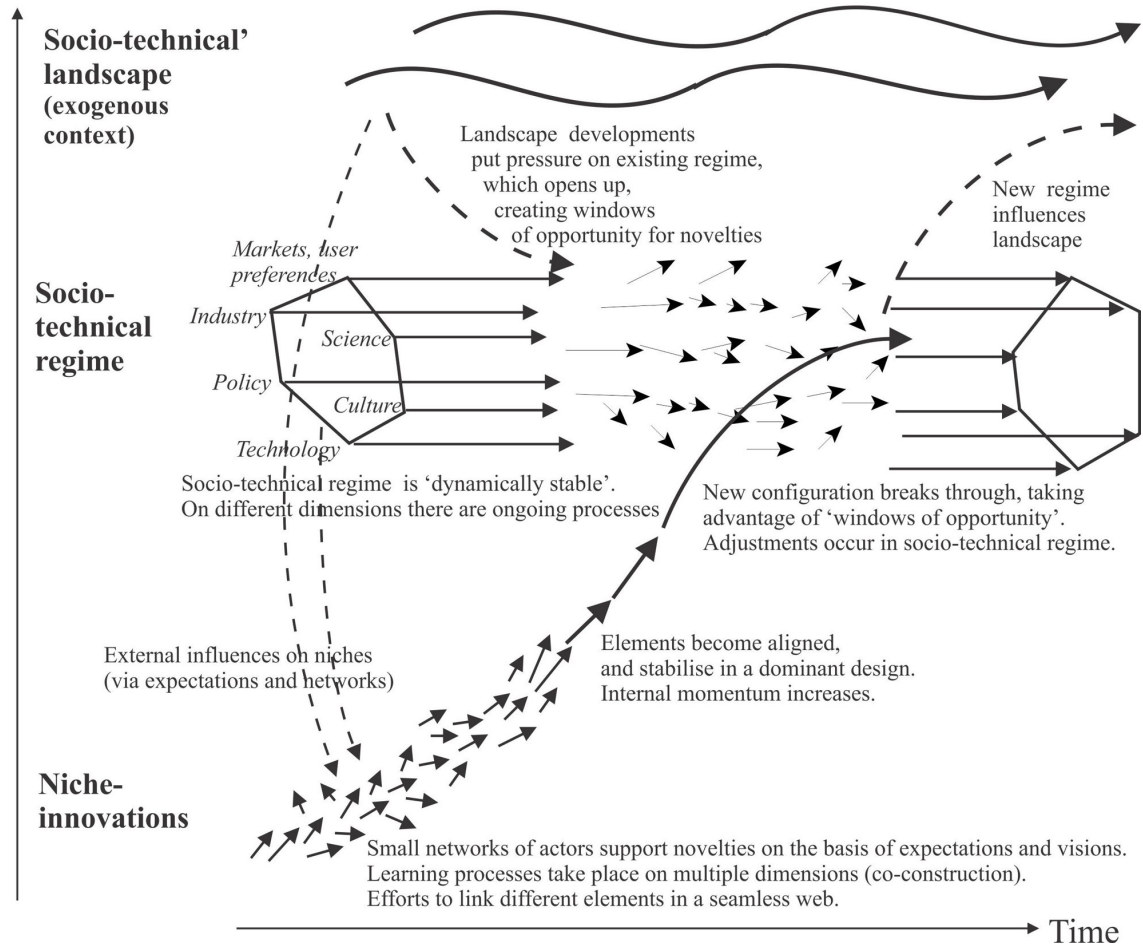 Socio-technical’
landscape
(exogenous
context)
Landscape developments
put pressure on existing regime,
which opens up,
creating windows
of opportunity for novelties
New regime
influences
landscape
Markets, user
preferences
Socio-
technical
regime
Industry
Science
Policy
Culture
Technology
Socio-technical regime is ‘dynamically stable’.
On different dimensions there are ongoing processes
New configuration breaks through, taking
advantage of ‘windows of opportunity’.
Adjustments occur in socio-technical regime.
External influences on niches
(via expectations and networks)
Elements become aligned,
and stabilise in a dominant design.
Internal momentum increases.
Niche-
innovations
Small networks of actors support novelties on the basis of expectations and visions.
Learning processes take place on multiple dimensions (co-construction).
Efforts to link different elements in a seamless web.
Time